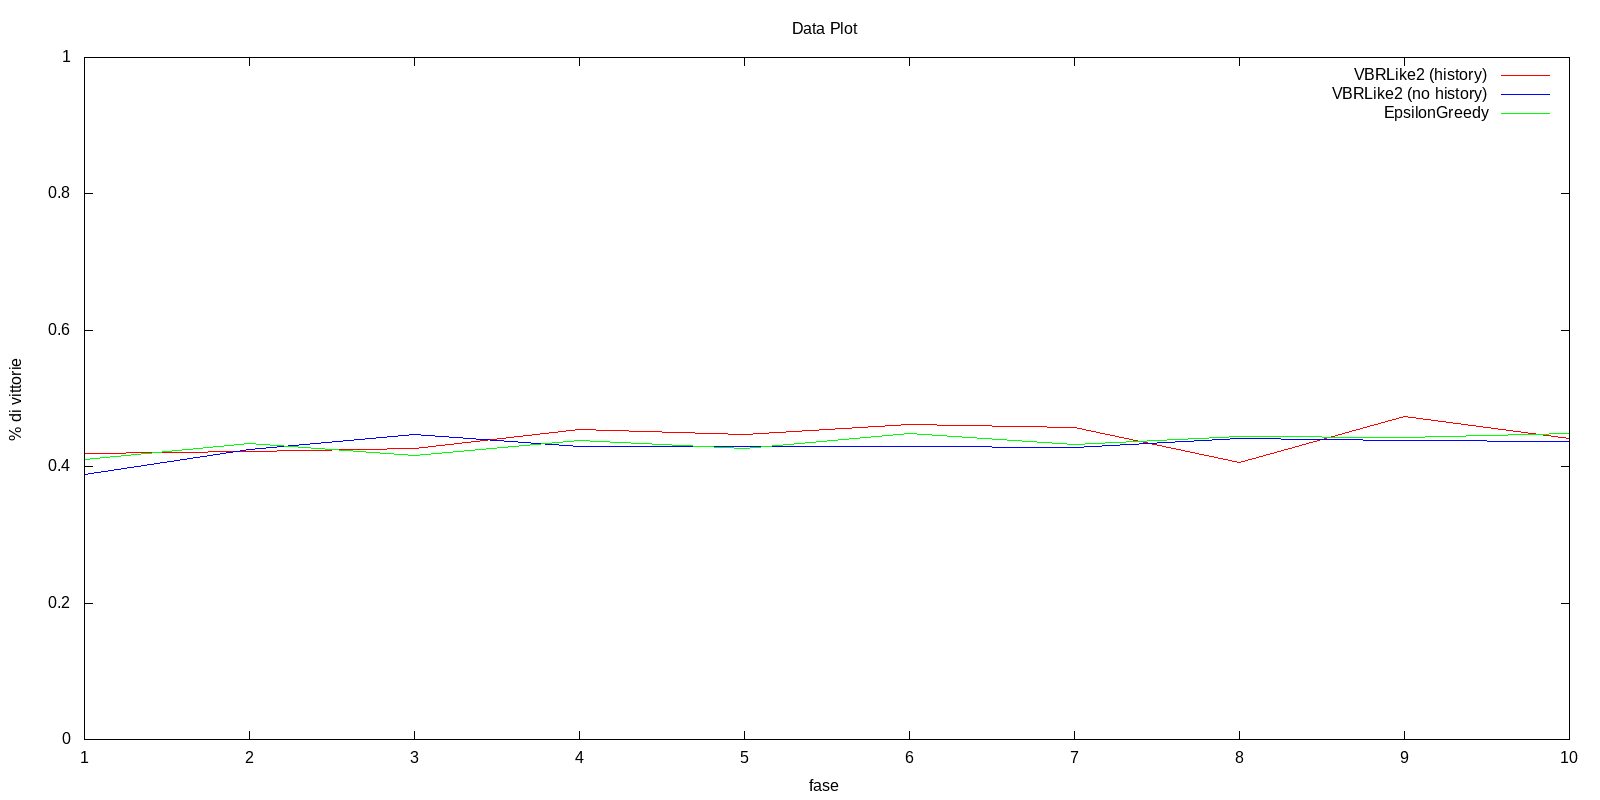 Data Plot
1
VBRLike2 (history)
VBRLike2 (no history)
EpsilonGreedy
0.8
0.6
% di vittorie
0.4
0.2
0
1 2 3 4 5 6 7 8 9 10
fase